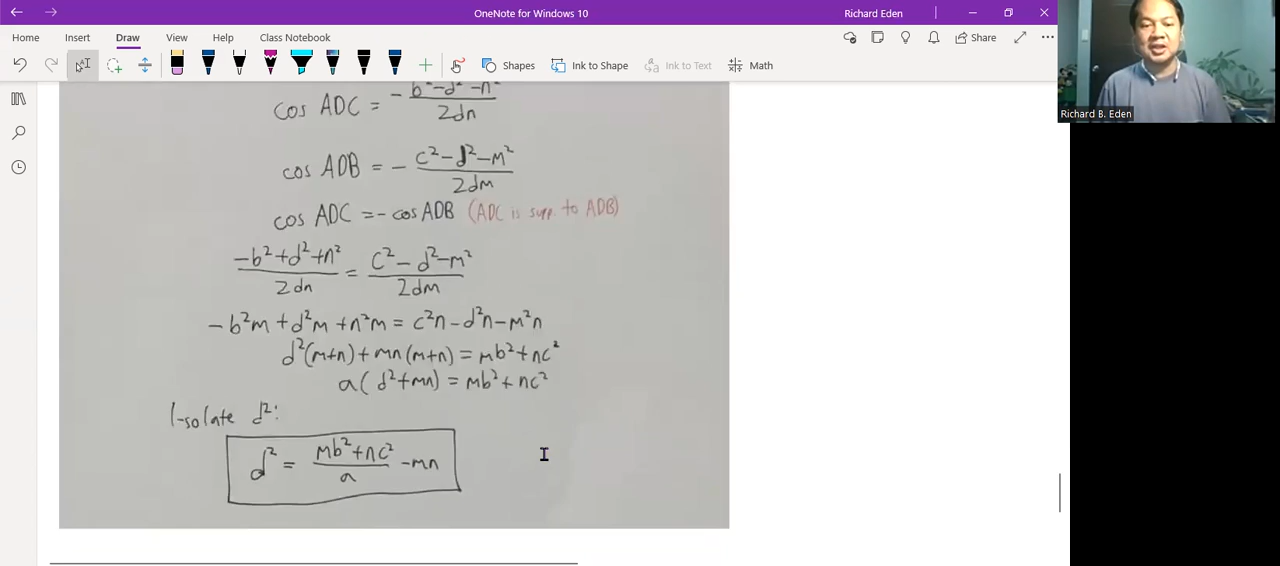 OneNote for Windows 10
Richard Eden
Home Insert Draw View Help Class Notebook
Share
Shapes Ink to Shape Ink to Text Math
Richard B. Eden
cos ADC = - b²-d²-n² / 2dn
cos ADB = - c²-d²-m² / 2dm
cos ADC = - cos ADB (ADC is supp. to ADB)
-b²+d²+n² / 2dn = c²-d²-m² / 2dm
-b²m + d²m + n²m = c²n - d²n - m²n
d²(m+n) + mn(m+n) = mb² + nc²
a(d²+mn) = mb² + nc²
I-solate d²:
d² = mb²+nc² / a - mn